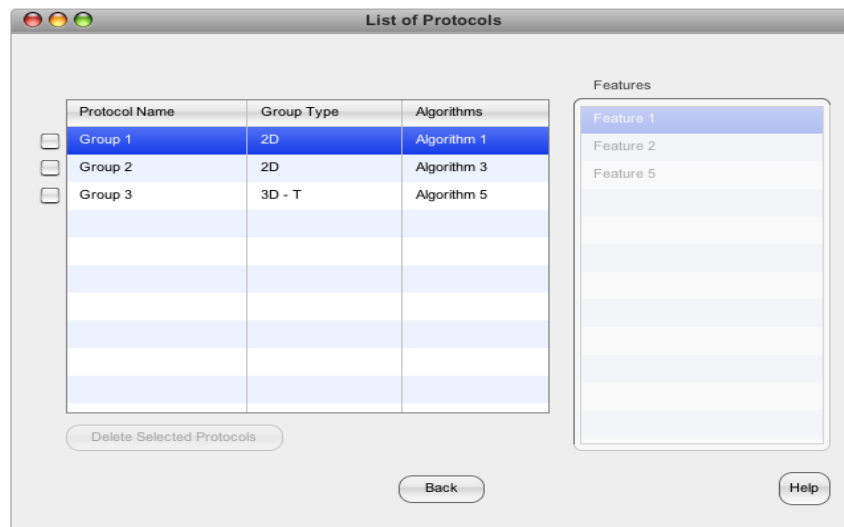 List of Protocols
Features
Protocol Name Group Type Algorithms
Group 1 2D Algorithm 1
Group 2 2D Algorithm 3
Group 3 3D - T Algorithm 5
Feature 1
Feature 2
Feature 5
Delete Selected Protocols
Back
Help